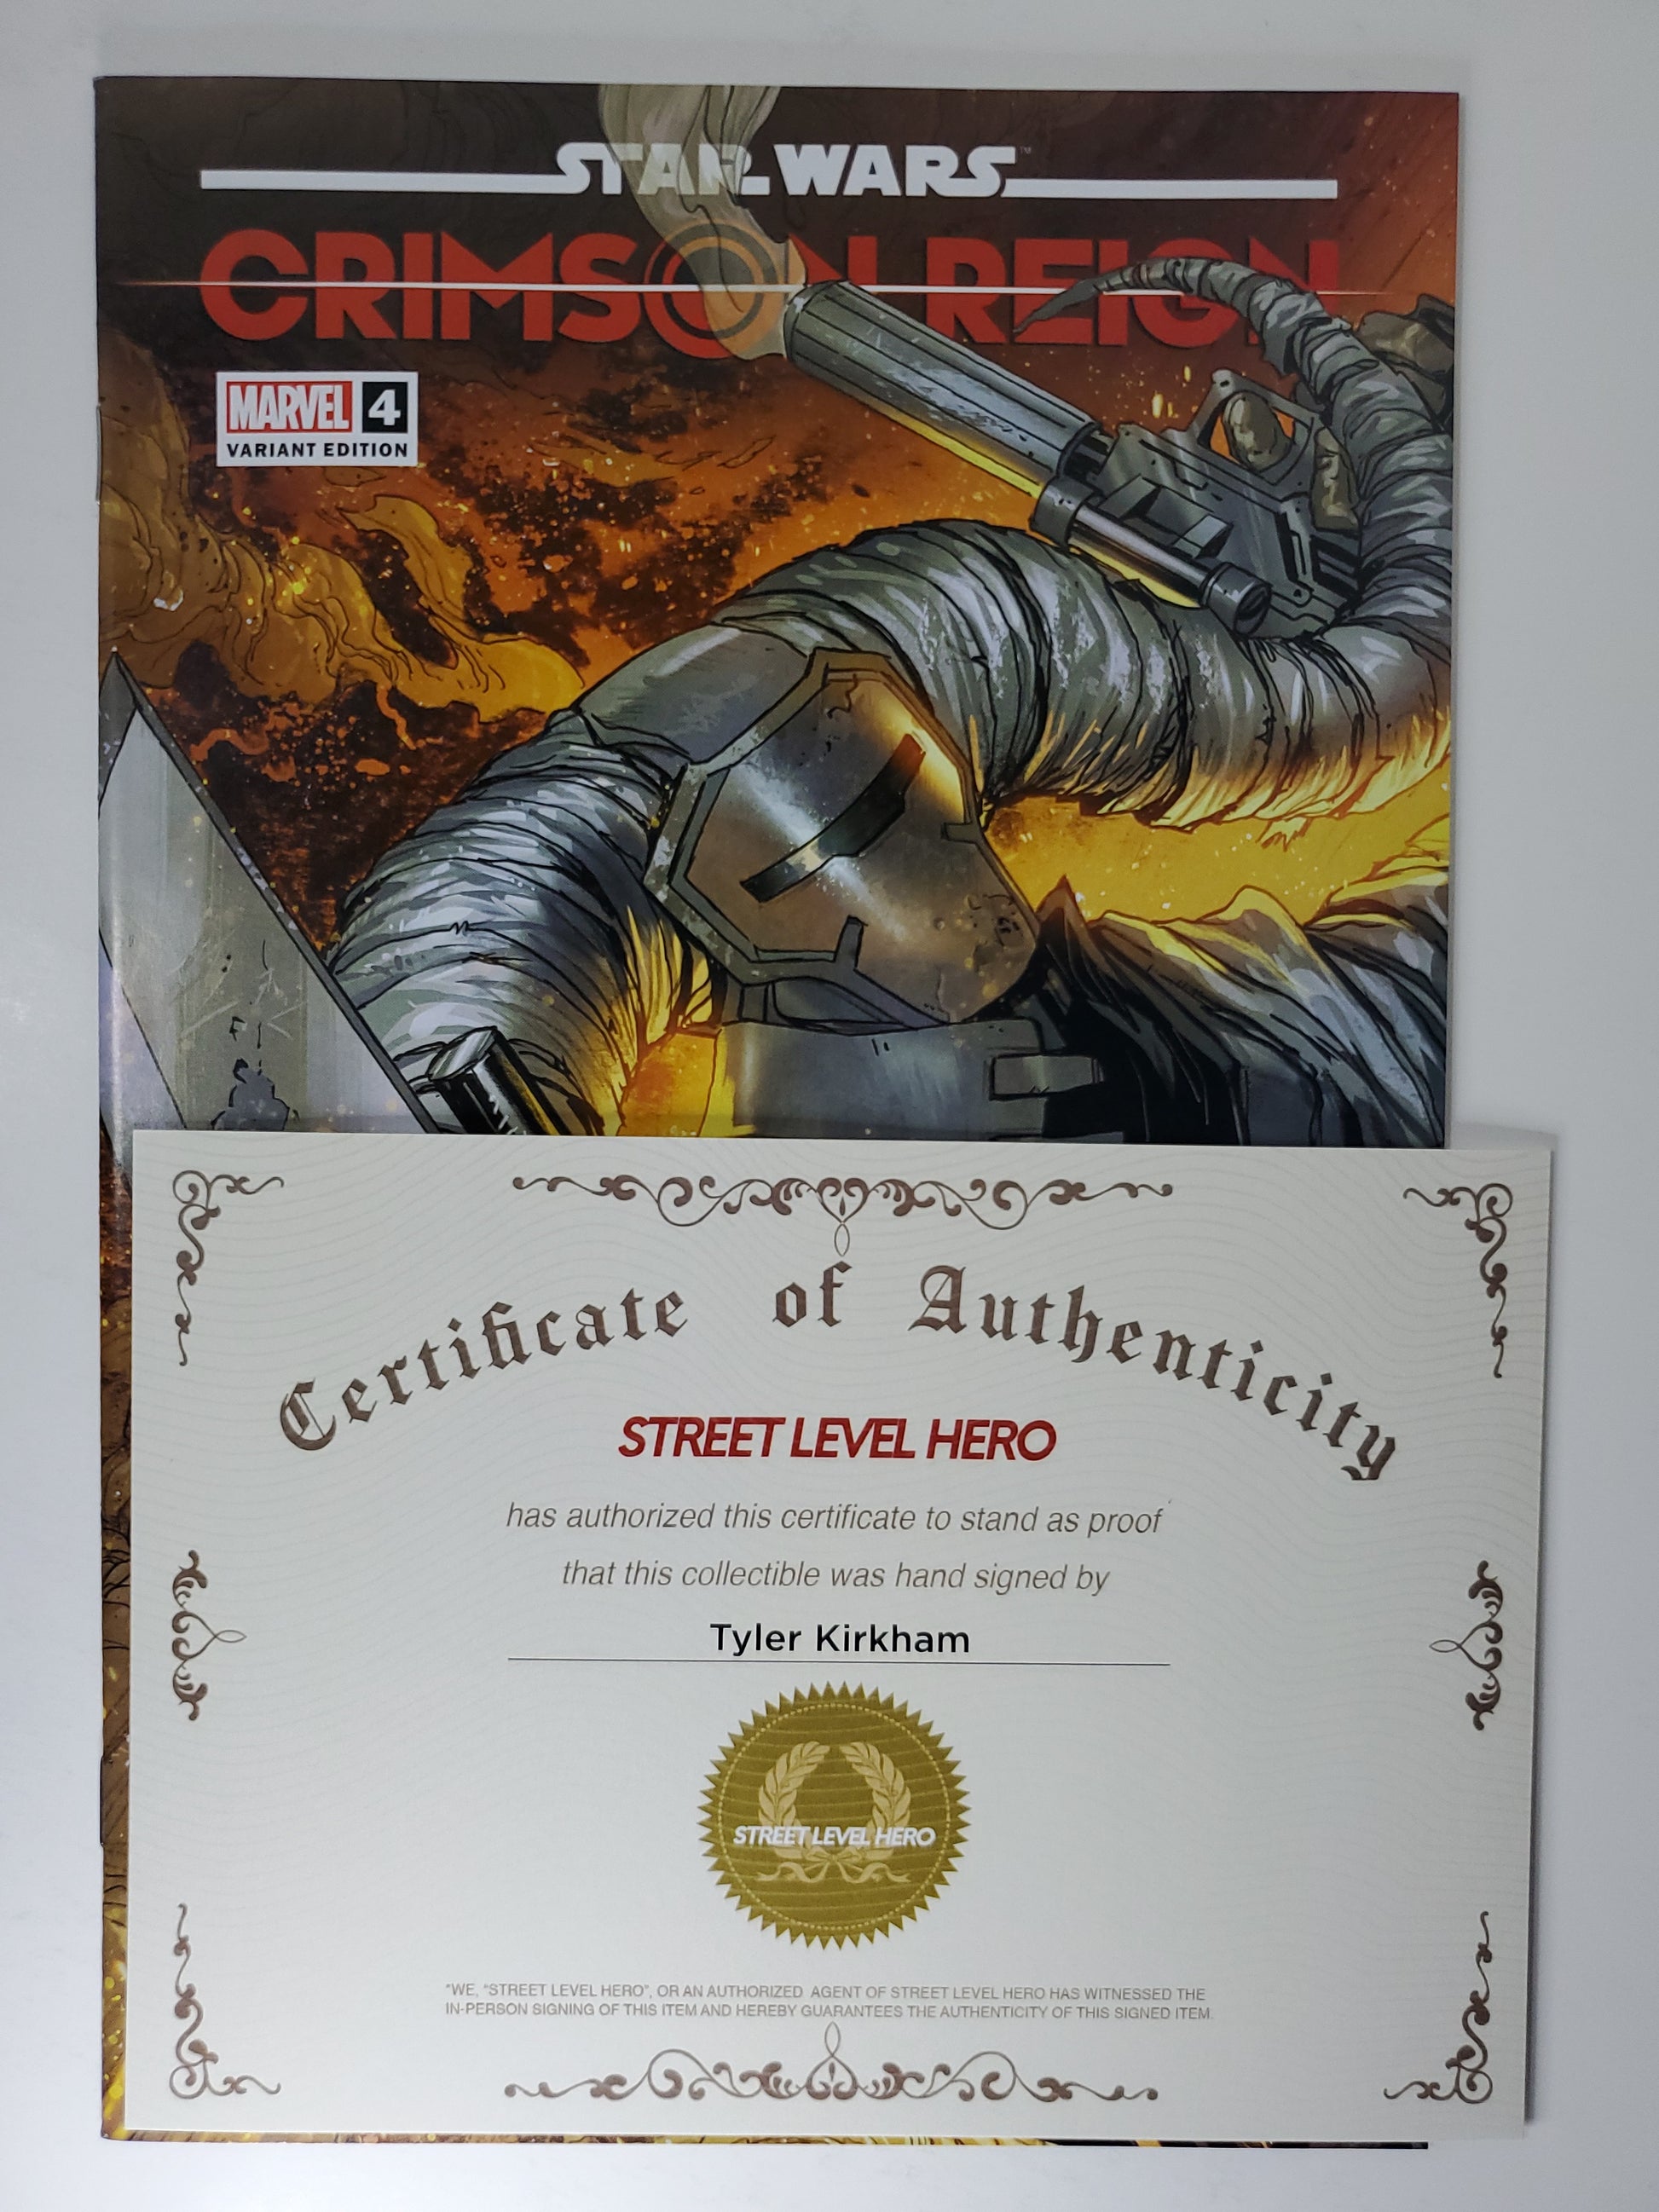 STAR WARS™
CRIMSON REIGN
MARVEL 4
VARIANT EDITION
Certificate of Authenticity
STREET LEVEL HERO
has authorized this certificate to stand as proof
that this collectible was hand signed by
Tyler Kirkham
STREET LEVEL HERO
"WE, "STREET LEVEL HERO", OR AN AUTHORIZED AGENT OF STREET LEVEL HERO HAS WITNESSED THE
IN-PERSON SIGNING OF THIS ITEM AND HEREBY GUARANTEES THE AUTHENTICITY OF THIS SIGNED ITEM.